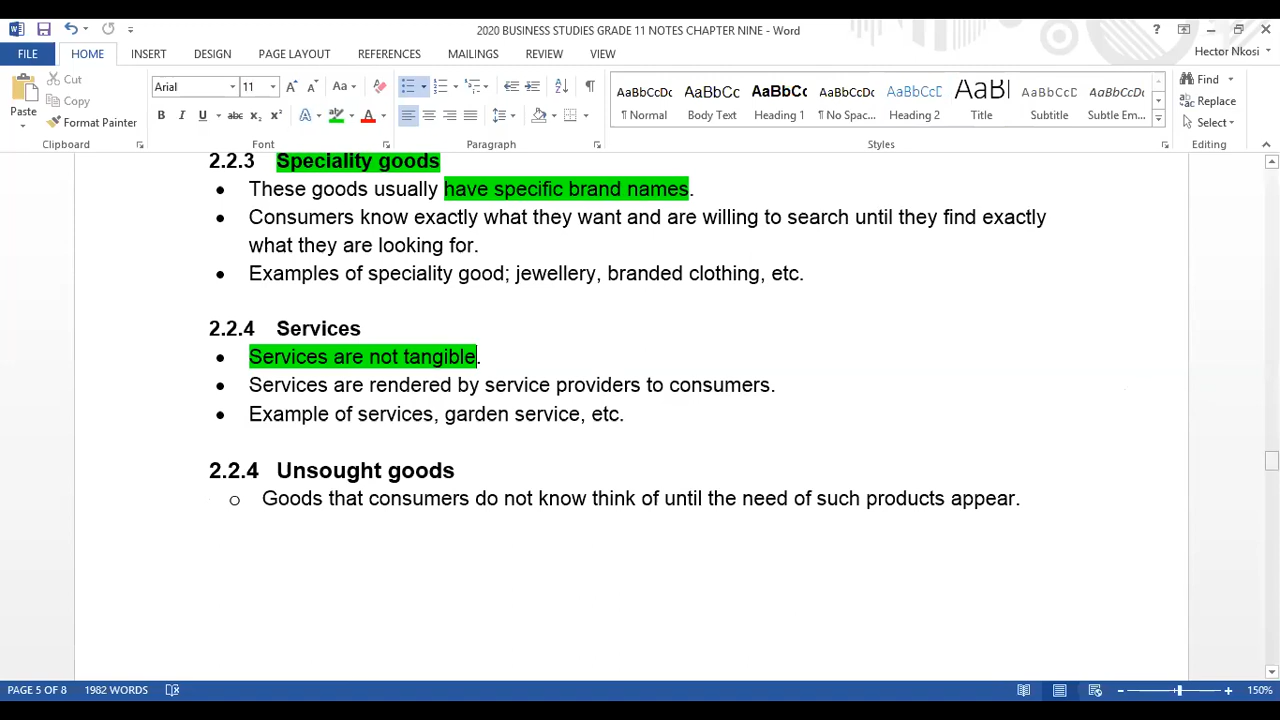 2020 BUSINESS STUDIES GRADE 11 NOTES CHAPTER NINE - Word
FILE HOME INSERT DESIGN PAGE LAYOUT REFERENCES MAILINGS REVIEW VIEW Hector Nkosi
Paste Cut Copy Format Painter
Arial 11
AaBbCcDc AaBbCc AaBbCc AaBbCcDc AaBbCcD AaBl AaBbCcD AaBbCcDc
¶ Normal Body Text Heading 1 ¶ No Spac... Heading 2 Title Subtitle Subtle Em...
Find Replace Select
Clipboard Font Paragraph Styles Editing
2.2.3 Speciality goods
• These goods usually have specific brand names.
• Consumers know exactly what they want and are willing to search until they find exactly
what they are looking for.
• Examples of speciality good; jewellery, branded clothing, etc.
2.2.4 Services
• Services are not tangible.
• Services are rendered by service providers to consumers.
• Example of services, garden service, etc.
2.2.4 Unsought goods
o Goods that consumers do not know think of until the need of such products appear.
PAGE 5 OF 8 1982 WORDS 150%